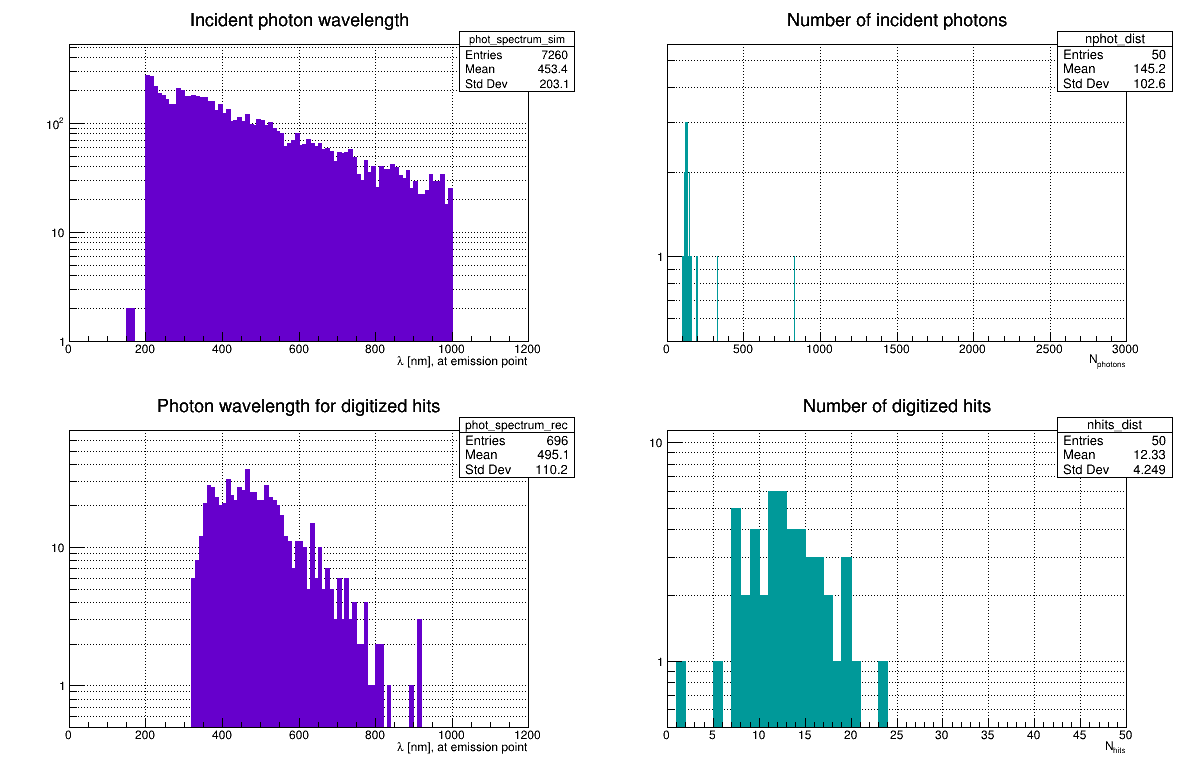 Incident photon wavelength
phot_spectrum_sim
Entries 7260
Mean 453.4
Std Dev 203.1
10²
10
1
0 200 400 600 800 1000 1200
λ [nm], at emission point
Number of incident photons
nphot_dist
Entries 50
Mean 145.2
Std Dev 102.6
1
0 500 1000 1500 2000 2500 3000
Nphotons
Photon wavelength for digitized hits
phot_spectrum_rec
Entries 696
Mean 495.1
Std Dev 110.2
10
1
0 200 400 600 800 1000 1200
λ [nm], at emission point
Number of digitized hits
nhits_dist
Entries 50
Mean 12.33
Std Dev 4.249
10
1
0 5 10 15 20 25 30 35 40 45 50
Nhits